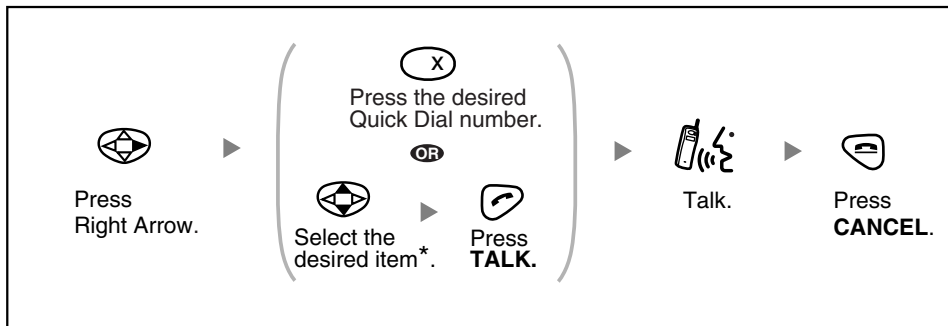 X
Press the desired
Quick Dial number.
OR
Press
Right Arrow.
Select the
desired item*.
Press
TALK.
Talk.
Press
CANCEL.